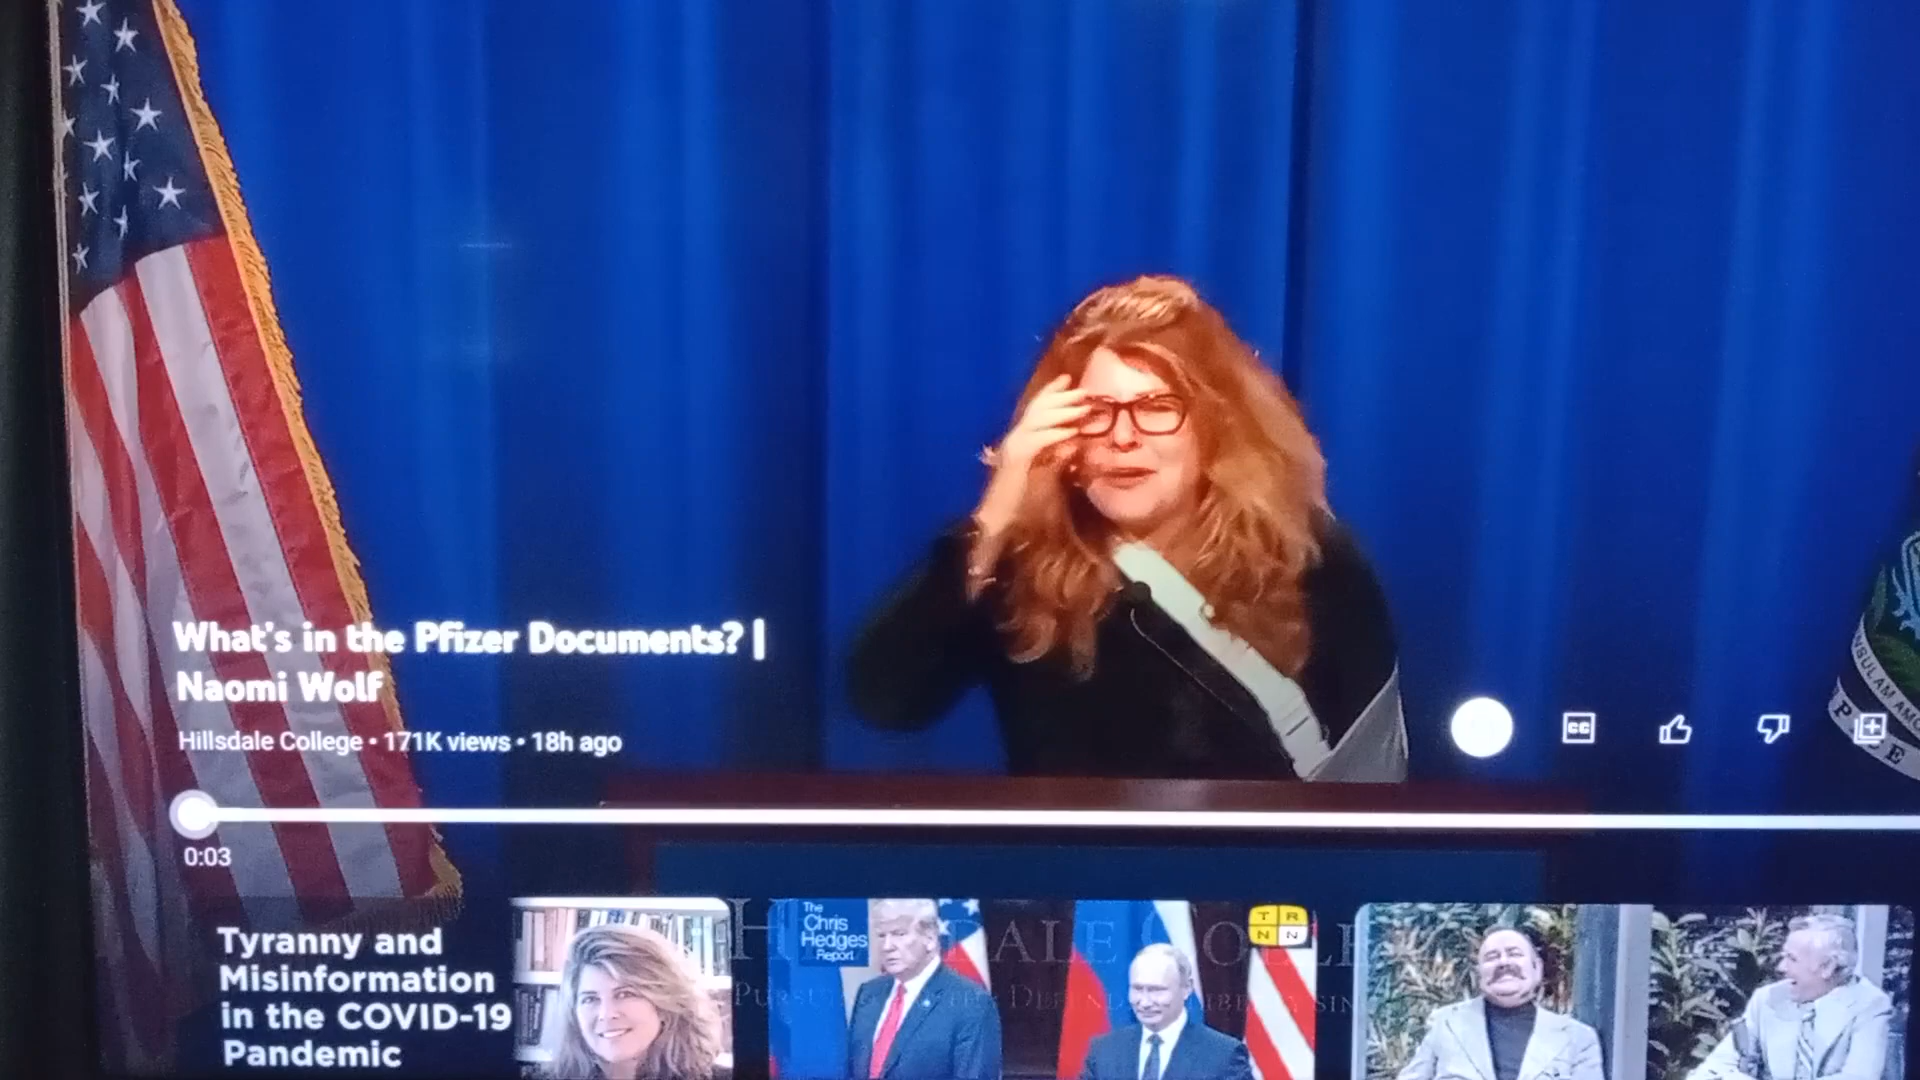 What's in the Pfizer Documents? |
Naomi Wolf
Hillsdale College • 171K views • 18h ago
CC
0:03
Tyranny and
Misinformation
in the COVID-19
Pandemic
The
Chris
Hedges
Report
T R
N N